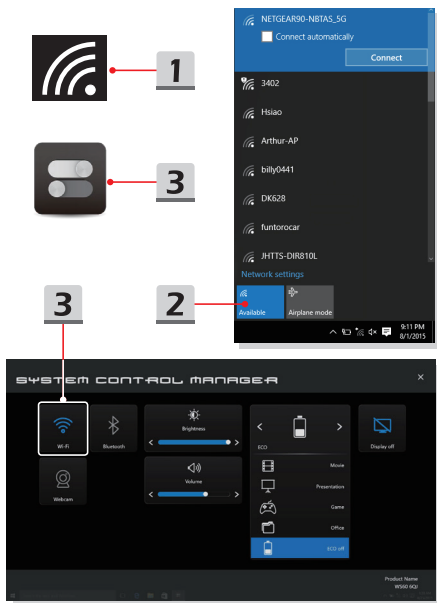 NETGEAR90-NBTAS_5G
Connect automatically
Connect
1
3402
Hsiao
Arthur-AP
3
billy0441
DK628
funtorocar
JHTTS-DIR810L
Network settings
3
2
Available
Airplane mode
9:11 PM
8/1/2015
SYSTEM CONTROL MANAGER
×
Wi-Fi
Bluetooth
Brightness
ECO
Display off
Webcam
Volume
Movie
Presentation
Game
Office
ECO off
Product Name
WS60 6QJ